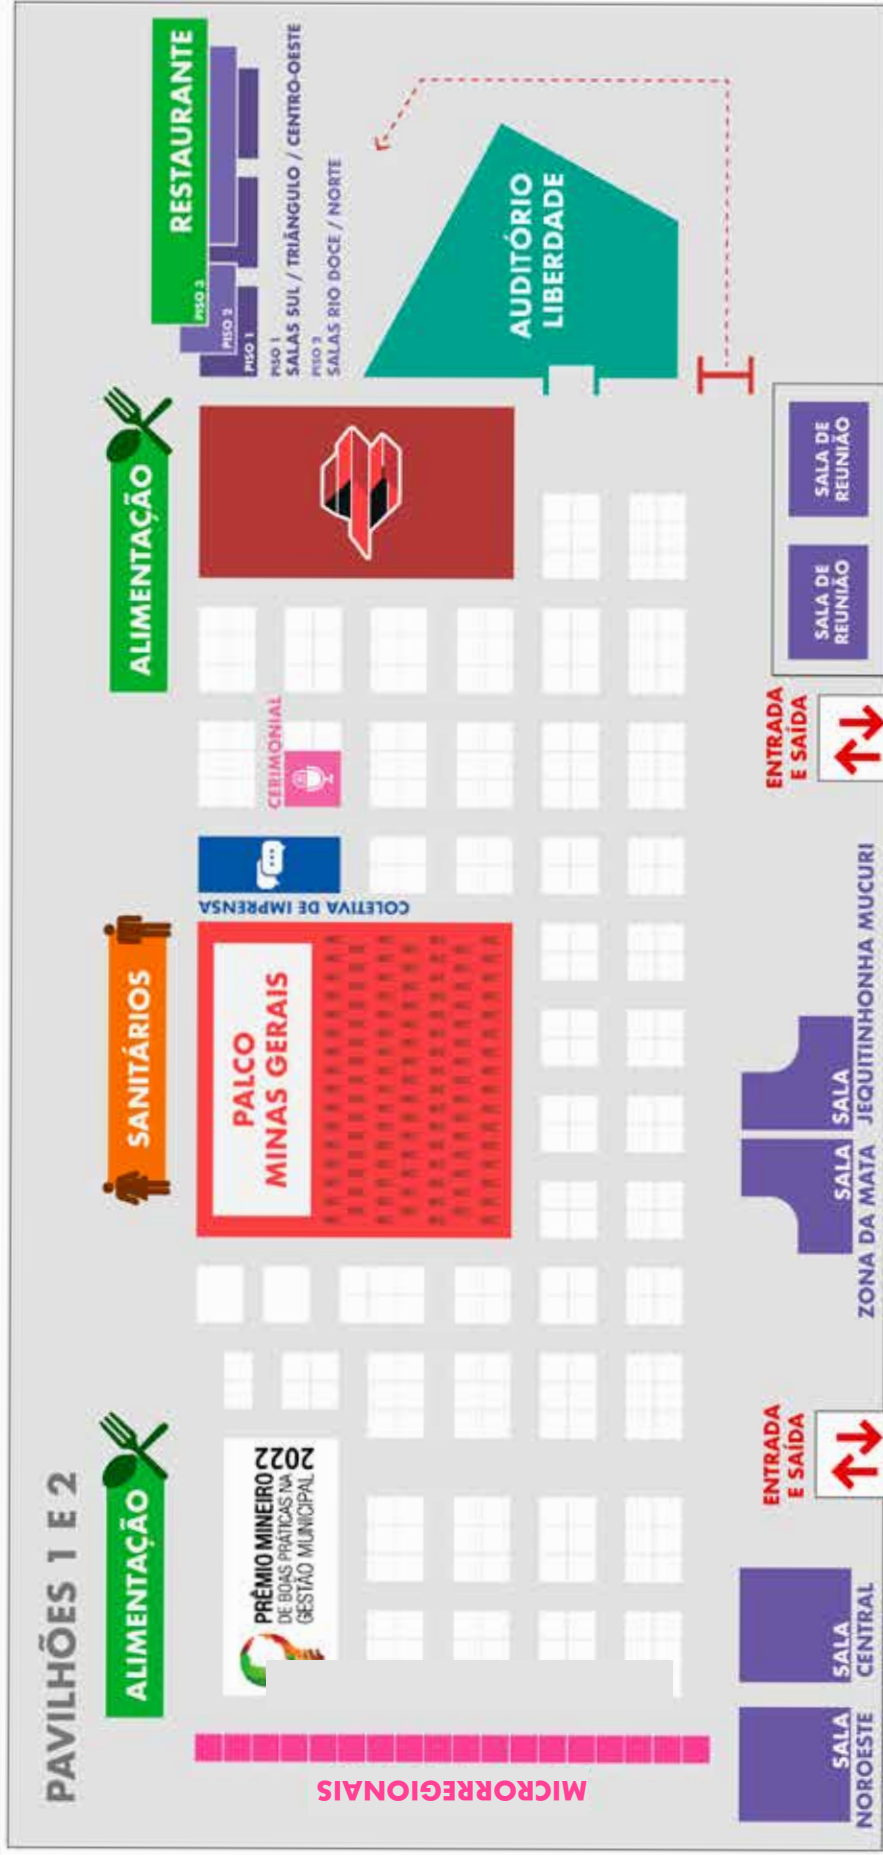 PAVILHÕES 1 E 2
ALIMENTAÇÃO
SANITÁRIOS
ALIMENTAÇÃO
RESTAURANTE
PISO 3
PISO 2
PISO 1
PISO 1
SALAS SUL / TRIÂNGULO / CENTRO-OESTE
PISO 2
SALAS RIO DOCE / NORTE
PRÊMIO MINEIRO
DE BOAS PRÁTICAS NA
GESTÃO MUNICIPAL
2022
PALCO
MINAS GERAIS
COLETIVA DE IMPRENSA
CERIMONIAL
AUDITÓRIO
LIBERDADE
MICRORREGIONAIS
SALA
NOROESTE
SALA
CENTRAL
ENTRADA
E SAÍDA
SALA
ZONA DA MATA
SALA
JEQUITINHONHA MUCURI
ENTRADA
E SAÍDA
SALA DE
REUNIÃO
SALA DE
REUNIÃO